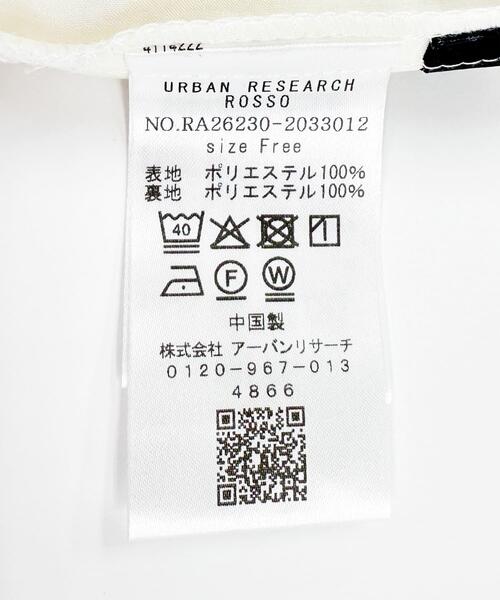 4114222
URBAN RESEARCH
ROSSO
NO.RA26230-2033012
size Free
表地 ポリエステル100%
裏地 ポリエステル100%
40
F W
中国製
株式会社 アーバンリサーチ
0120-967-013
4866